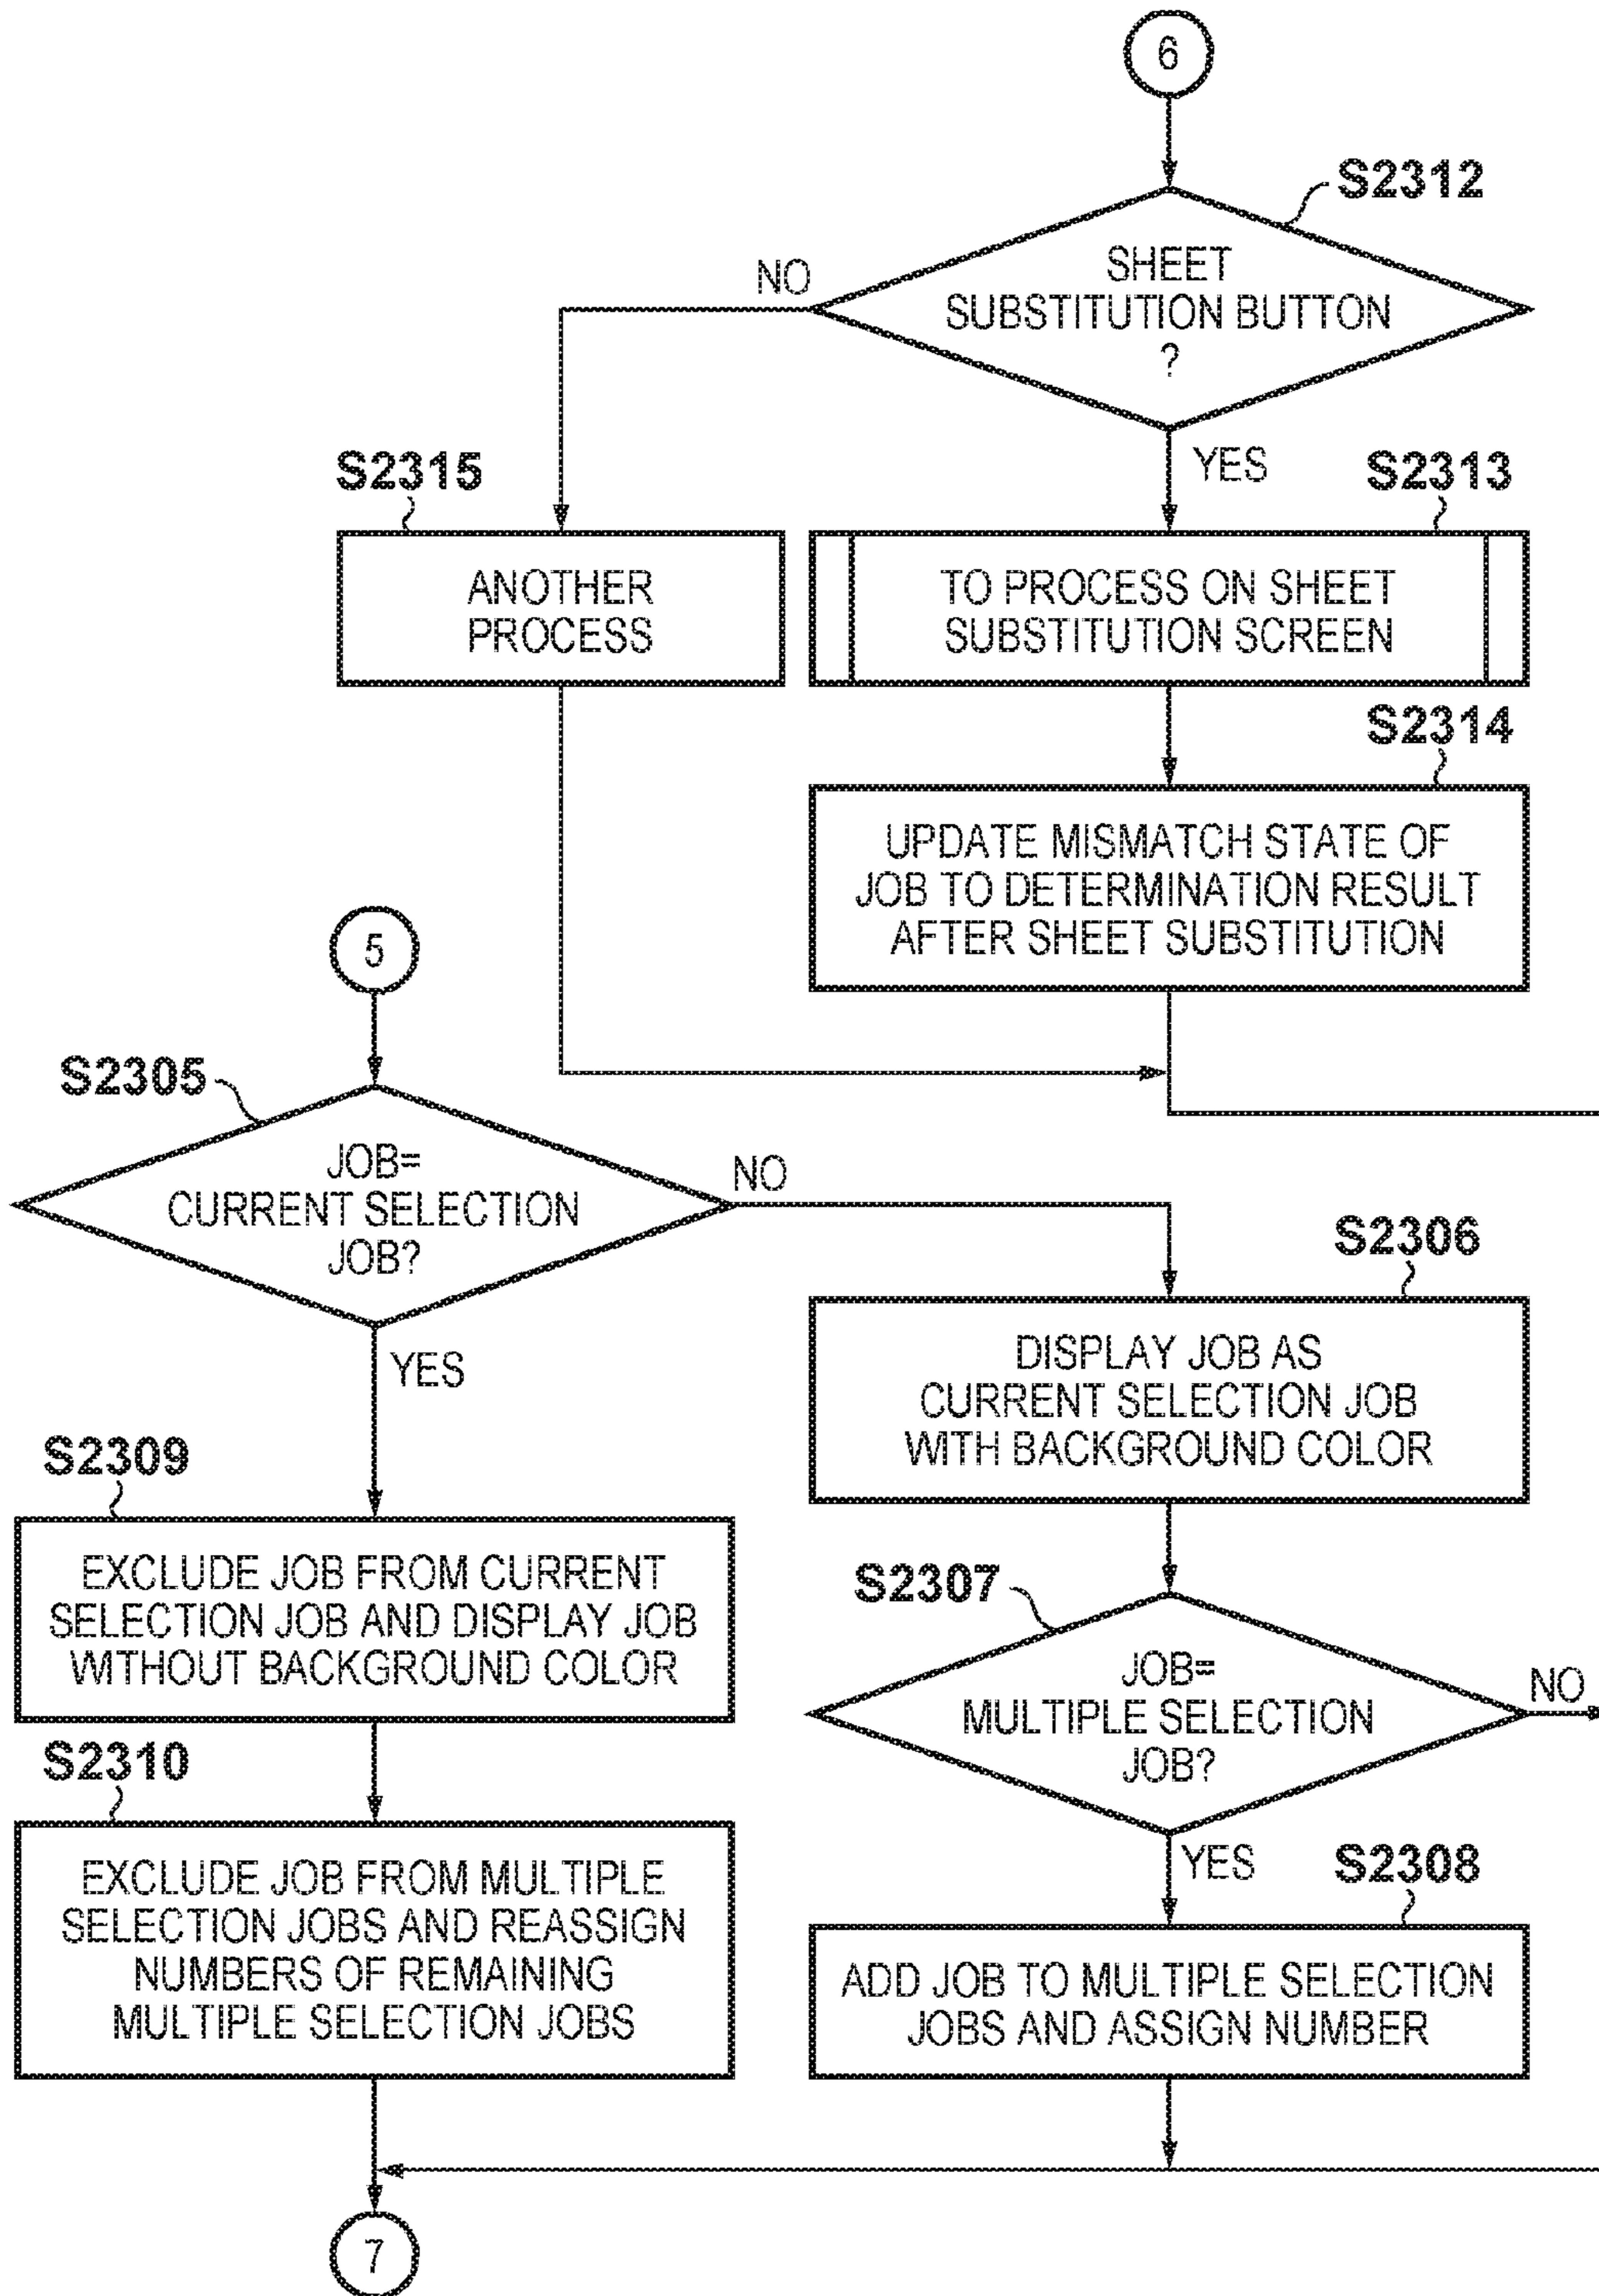 6
S2312
NO
SHEET
SUBSTITUTION BUTTON
?
YES
S2315
S2313
ANOTHER
PROCESS
TO PROCESS ON SHEET
SUBSTITUTION SCREEN
S2314
UPDATE MISMATCH STATE OF
JOB TO DETERMINATION RESULT
AFTER SHEET SUBSTITUTION
5
S2305
JOB=
CURRENT SELECTION
JOB?
NO
YES
S2306
DISPLAY JOB AS
CURRENT SELECTION JOB
WITH BACKGROUND COLOR
S2309
EXCLUDE JOB FROM CURRENT
SELECTION JOB AND DISPLAY JOB
WITHOUT BACKGROUND COLOR
S2307
JOB=
MULTIPLE SELECTION
JOB?
NO
YES
S2310
EXCLUDE JOB FROM MULTIPLE
SELECTION JOBS AND REASSIGN
NUMBERS OF REMAINING
MULTIPLE SELECTION JOBS
S2308
ADD JOB TO MULTIPLE SELECTION
JOBS AND ASSIGN NUMBER
7